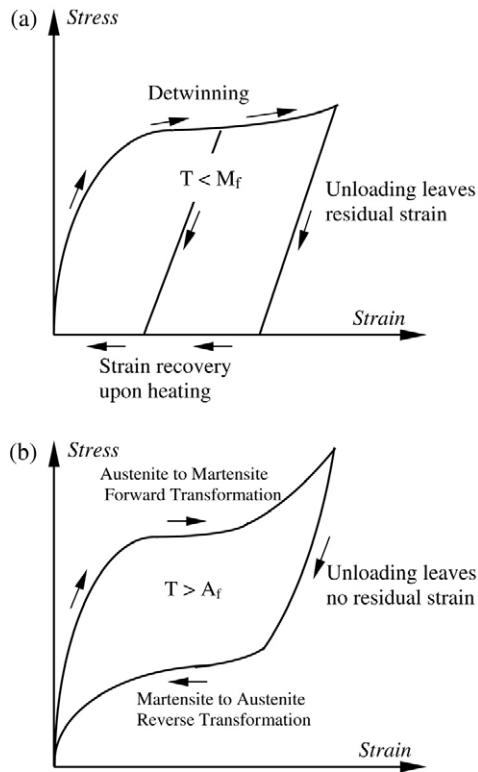 (a)
Stress
Detwinning
T < Mf
Unloading leaves
residual strain
Strain
Strain recovery
upon heating
(b)
Stress
Austenite to Martensite
Forward Transformation
T > Af
Unloading leaves
no residual strain
Martensite to Austenite
Reverse Transformation
Strain